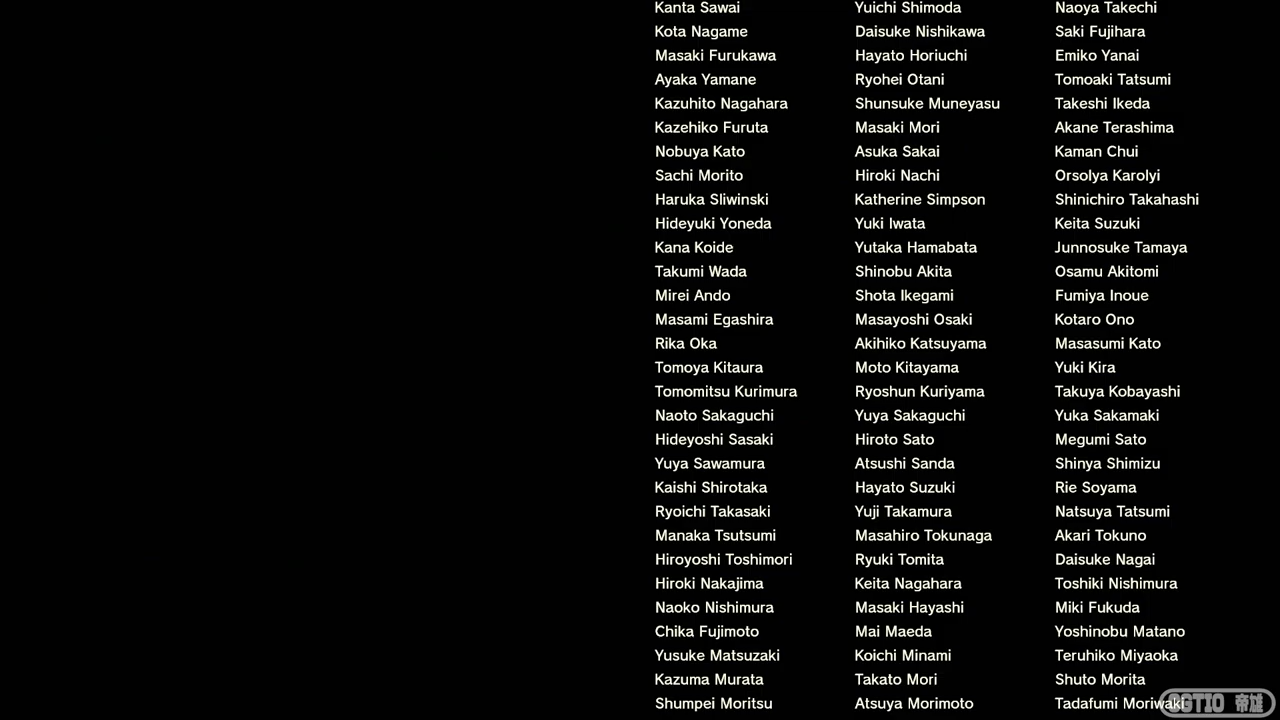 Kanta Sawai Yuichi Shimoda Naoya Takechi
Kota Nagame Daisuke Nishikawa Saki Fujihara
Masaki Furukawa Hayato Horiuchi Emiko Yanai
Ayaka Yamane Ryohei Otani Tomoaki Tatsumi
Kazuhito Nagahara Shunsuke Muneyasu Takeshi Ikeda
Kazehiko Furuta Masaki Mori Akane Terashima
Nobuya Kato Asuka Sakai Kaman Chui
Sachi Morito Hiroki Nachi Orsolya Karolyi
Haruka Sliwinski Katherine Simpson Shinichiro Takahashi
Hideyuki Yoneda Yuki Iwata Keita Suzuki
Kana Koide Yutaka Hamabata Junnosuke Tamaya
Takumi Wada Shinobu Akita Osamu Akitomi
Mirei Ando Shota Ikegami Fumiya Inoue
Masami Egashira Masayoshi Osaki Kotaro Ono
Rika Oka Akihiko Katsuyama Masasumi Kato
Tomoya Kitaura Moto Kitayama Yuki Kira
Tomomitsu Kurimura Ryoshun Kuriyama Takuya Kobayashi
Naoto Sakaguchi Yuya Sakaguchi Yuka Sakamaki
Hideyoshi Sasaki Hiroto Sato Megumi Sato
Yuya Sawamura Atsushi Sanda Shinya Shimizu
Kaishi Shirotaka Hayato Suzuki Rie Soyama
Ryoichi Takasaki Yuji Takamura Natsuya Tatsumi
Manaka Tsutsumi Masahiro Tokunaga Akari Tokuno
Hiroyoshi Toshimori Ryuki Tomita Daisuke Nagai
Hiroki Nakajima Keita Nagahara Toshiki Nishimura
Naoko Nishimura Masaki Hayashi Miki Fukuda
Chika Fujimoto Mai Maeda Yoshinobu Matano
Yusuke Matsuzaki Koichi Minami Teruhiko Miyaoka
Kazuma Murata Takato Mori Shuto Morita
Shumpei Moritsu Atsuya Morimoto Tadafumi Moriwaki